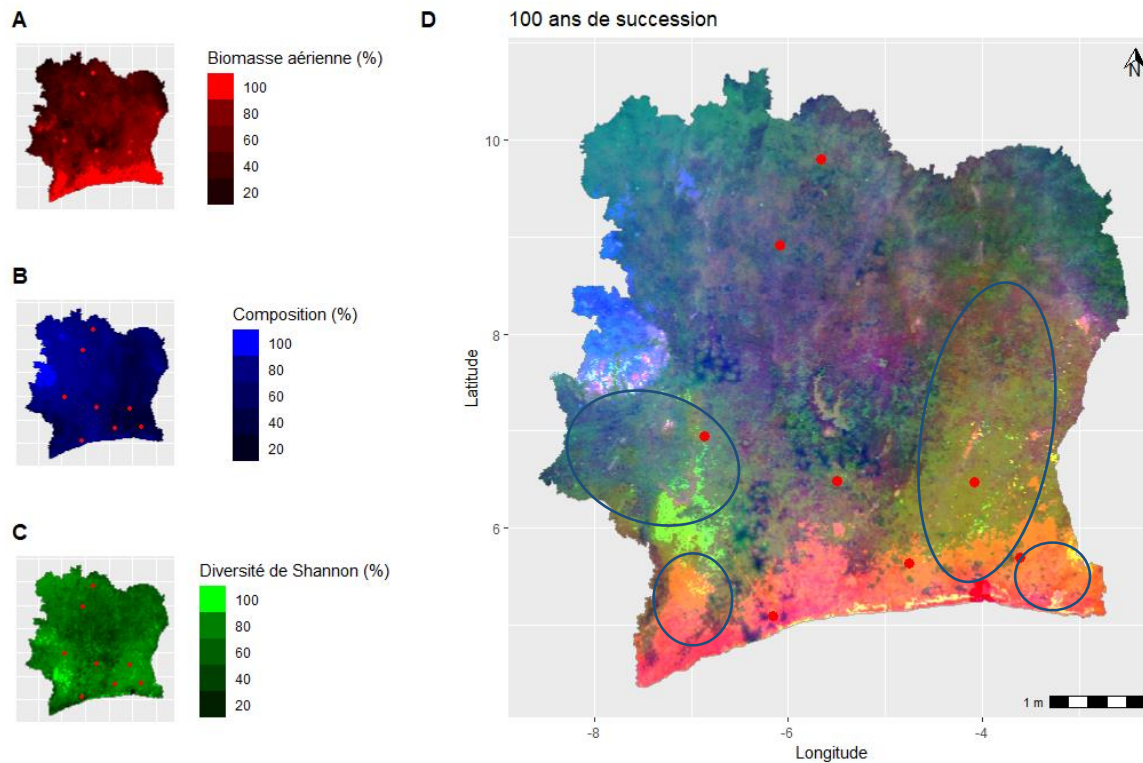 A
Biomasse aérienne (%)
100
80
60
40
20
B
Composition (%)
100
80
60
40
20
C
Diversité de Shannon (%)
100
80
60
40
20
D
100 ans de succession
N
10
8
6
Latitude
1 m
-8
-6
-4
Longitude